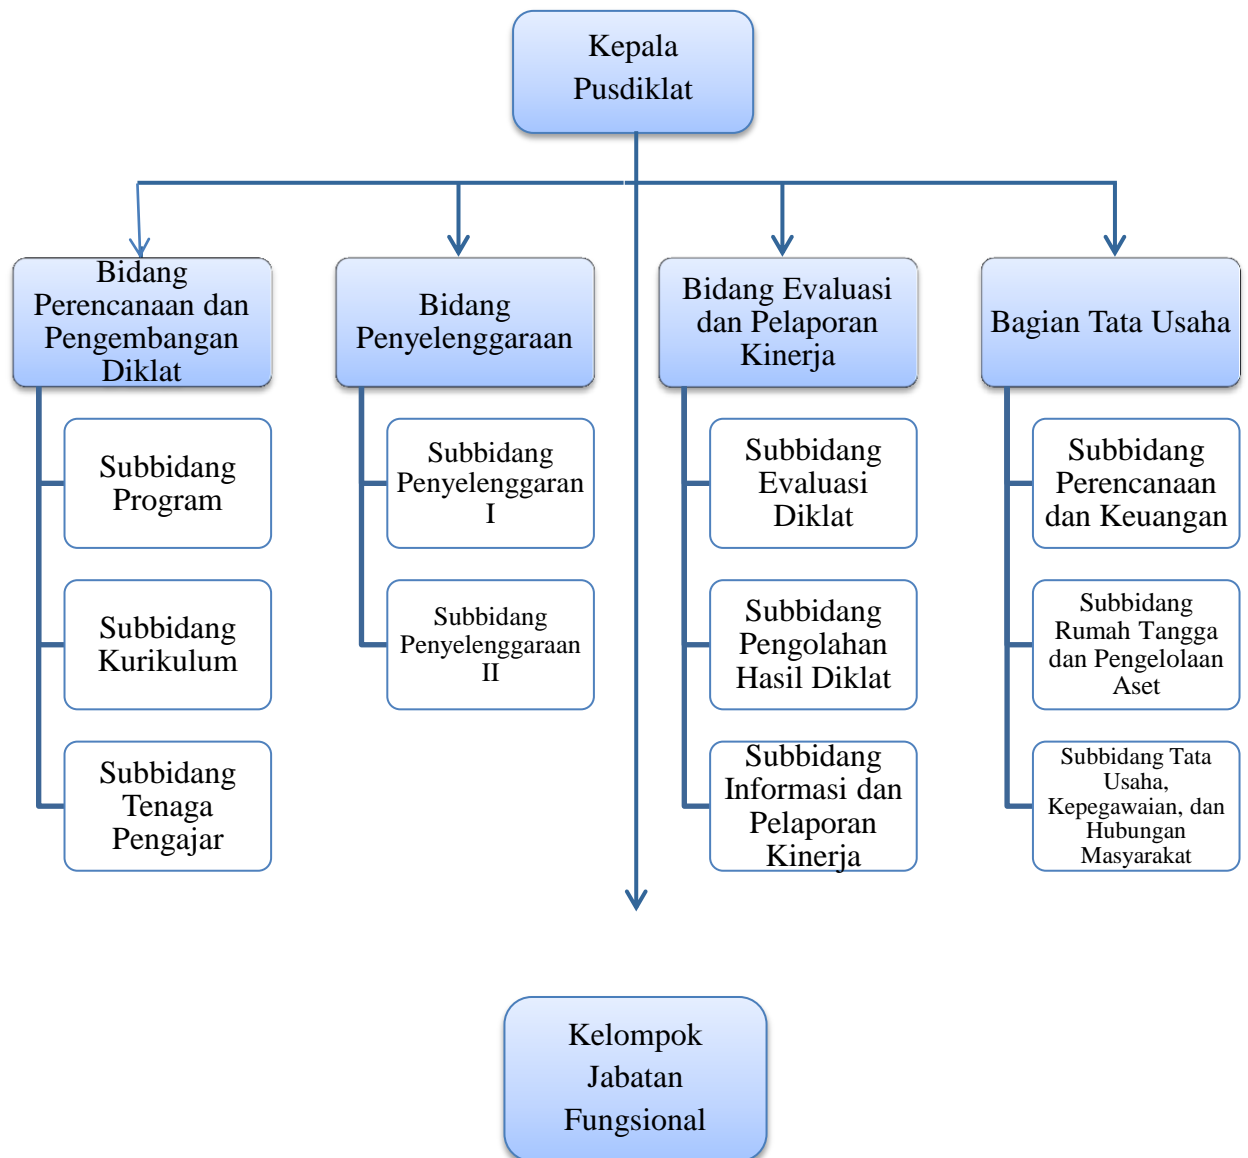 Kepala
Pusdiklat
Bidang
Perencanaan dan
Pengembangan
Diklat
Bidang
Penyelenggaraan
Bidang Evaluasi
dan Pelaporan
Kinerja
Bagian Tata Usaha
Subbidang
Program
Subbidang
Penyelenggaran
I
Subbidang
Evaluasi
Diklat
Subbidang
Perencanaan
dan Keuangan
Subbidang
Kurikulum
Subbidang
Penyelenggaraan
II
Subbidang
Pengolahan
Hasil Diklat
Subbidang
Rumah Tangga
dan Pengelolaan
Aset
Subbidang
Tenaga
Pengajar
Subbidang
Informasi dan
Pelaporan
Kinerja
Subbidang Tata
Usaha,
Kepegawaian, dan
Hubungan
Masyarakat
Kelompok
Jabatan
Fungsional